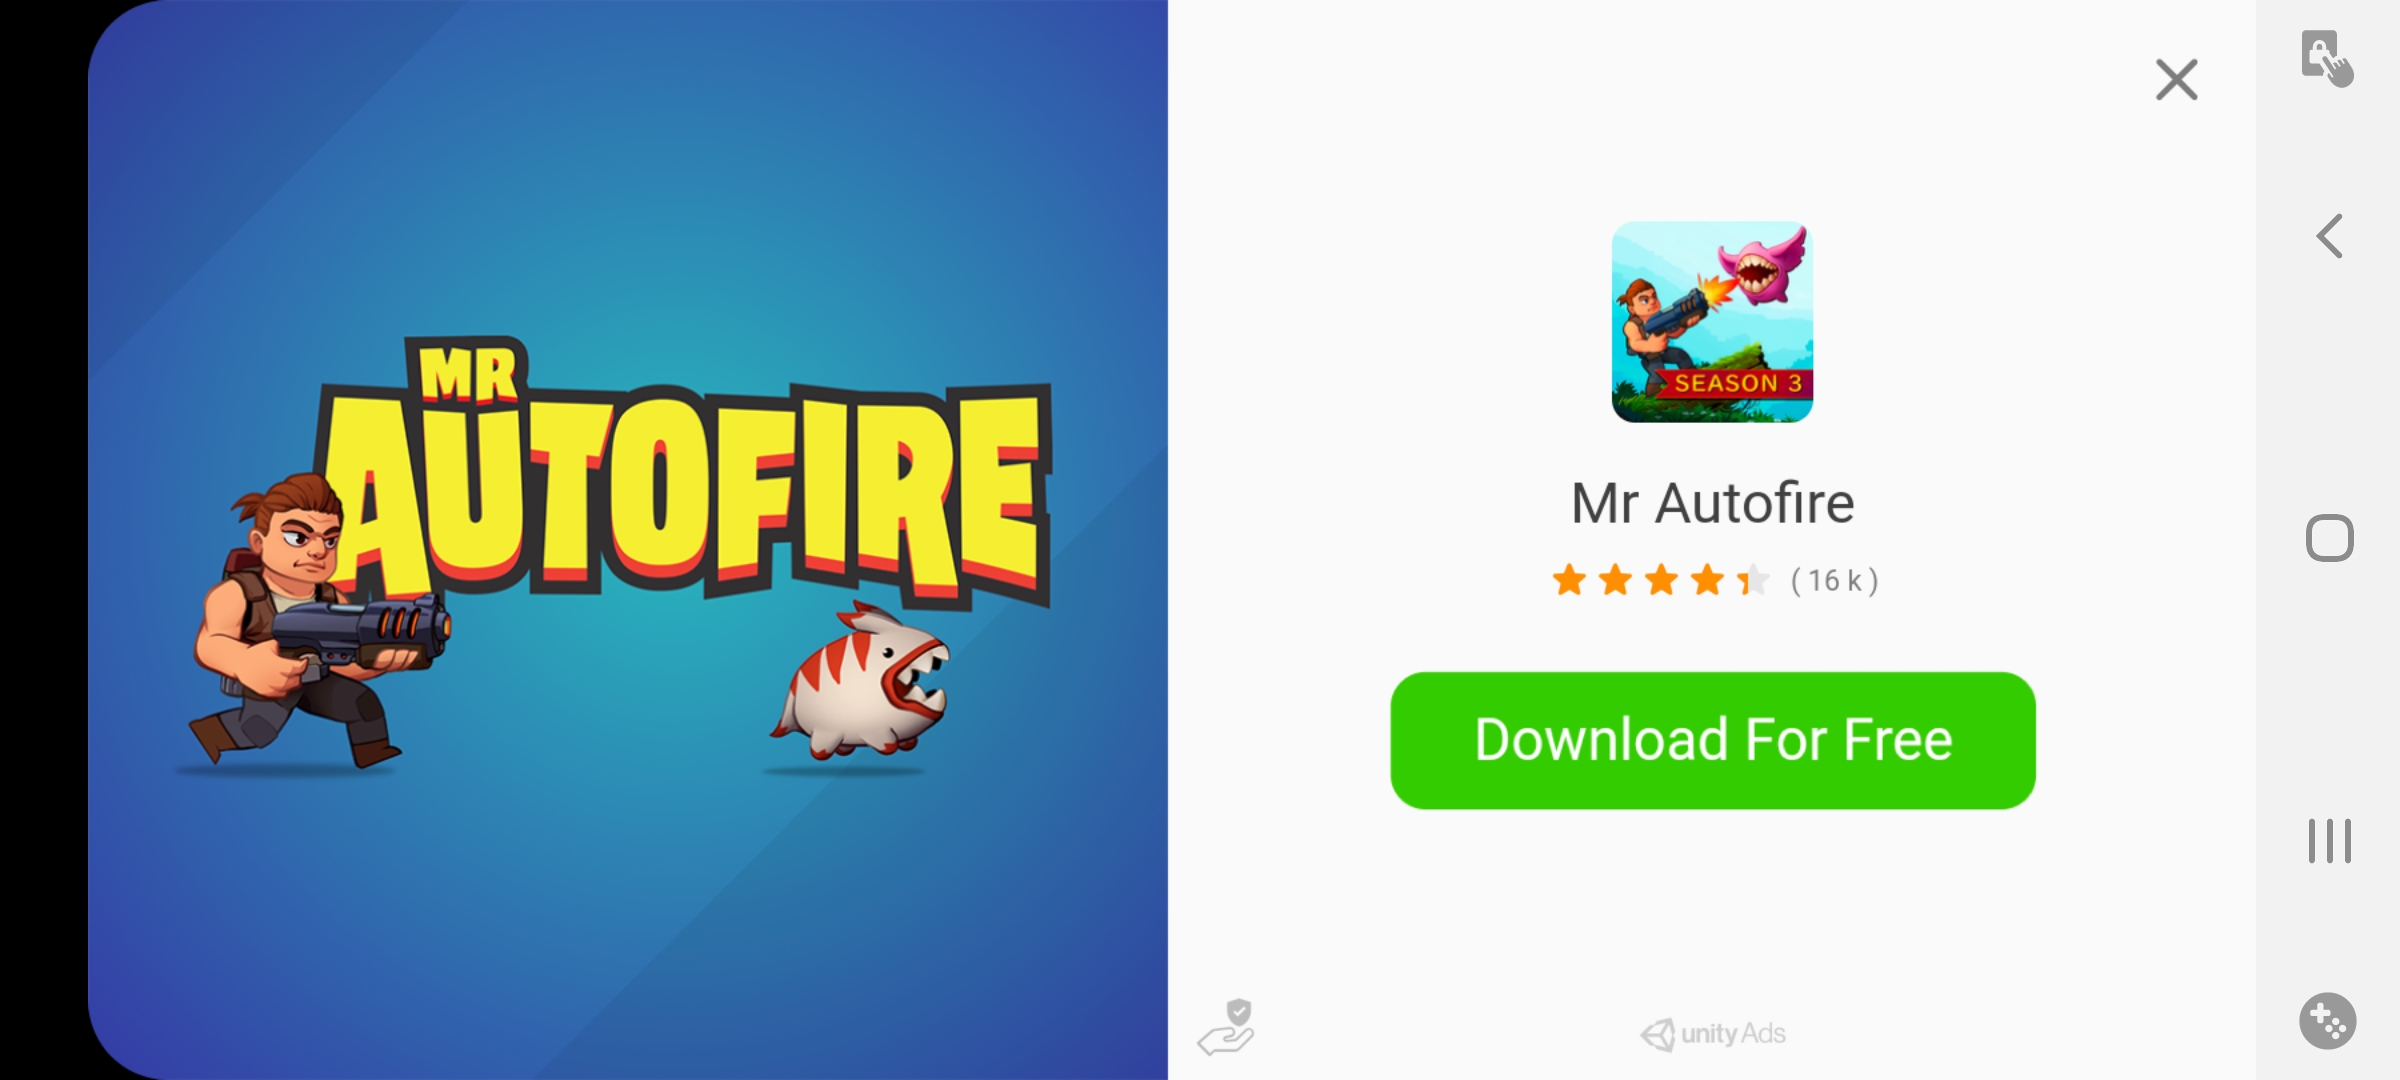 MR
AUTOFIRE
SEASON 3
Mr Autofire
( 16 k )
Download For Free
unity Ads